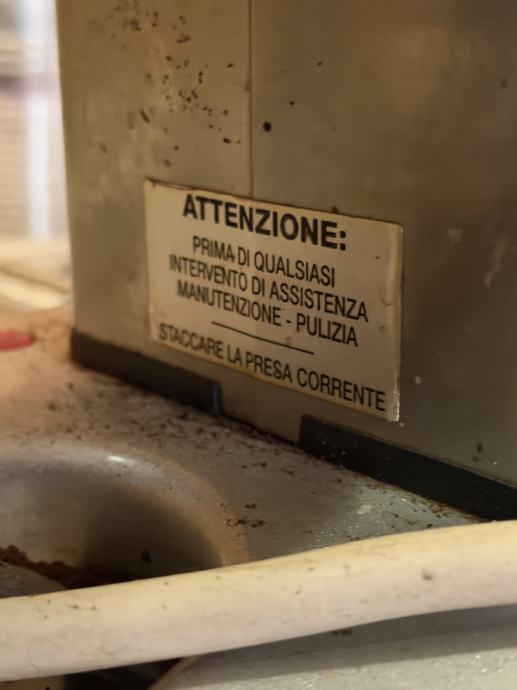 ATTENZIONE:
PRIMA DI QUALSIASI
INTERVENTO DI ASSISTENZA
MANUTENZIONE - PULIZIA
STACCARE LA PRESA CORRENTE